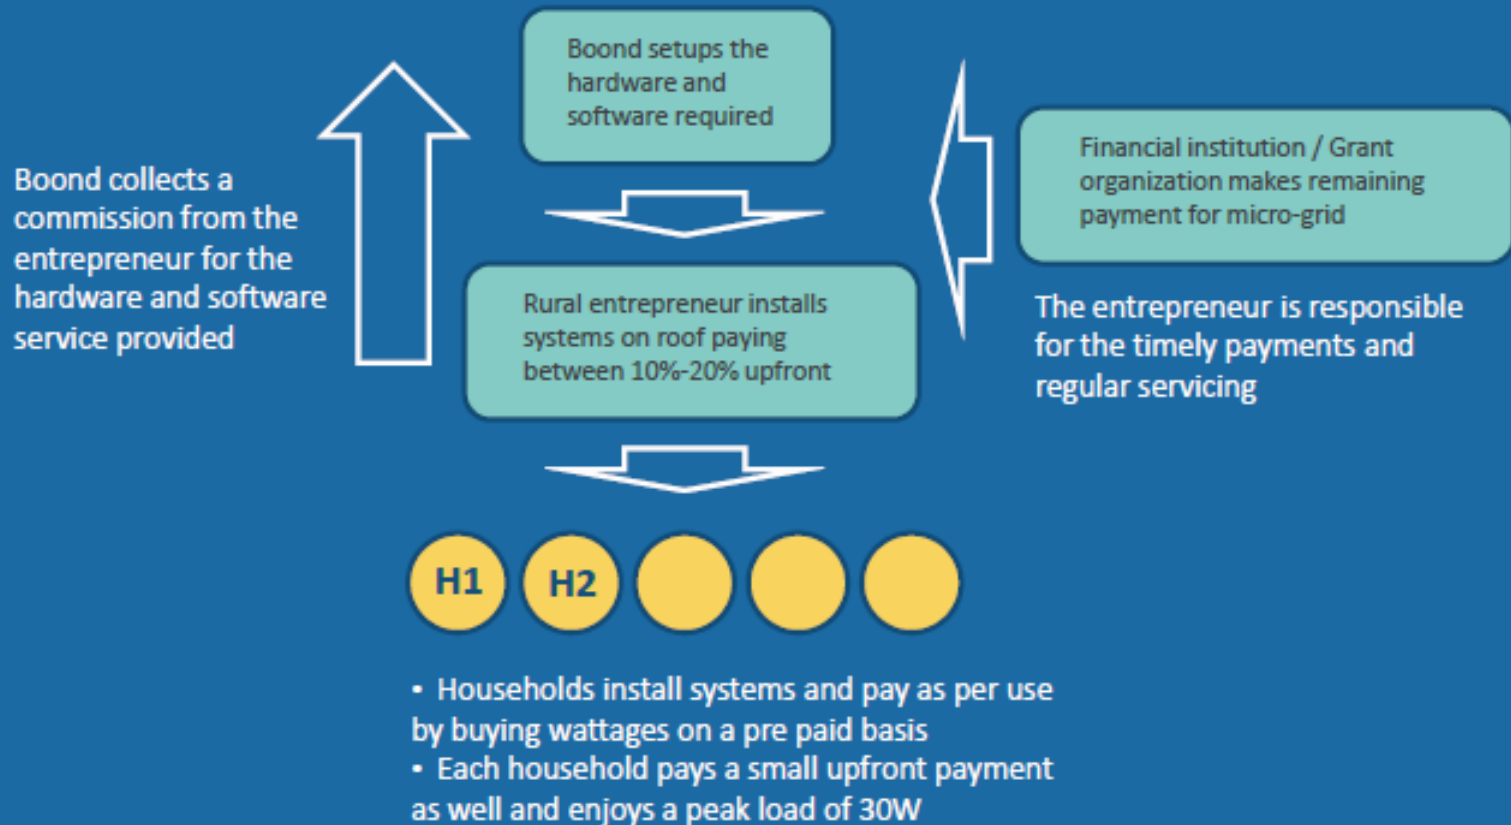 Boond setups the
hardware and
software required
Boond collects a
commission from the
entrepreneur for the
hardware and software
service provided
Financial institution / Grant
organization makes remaining
payment for micro-grid
Rural entrepreneur installs
systems on roof paying
between 10%-20% upfront
The entrepreneur is responsible
for the timely payments and
regular servicing
H1
H2
• Households install systems and pay as per use
by buying wattages on a pre paid basis
• Each household pays a small upfront payment
as well and enjoys a peak load of 30W